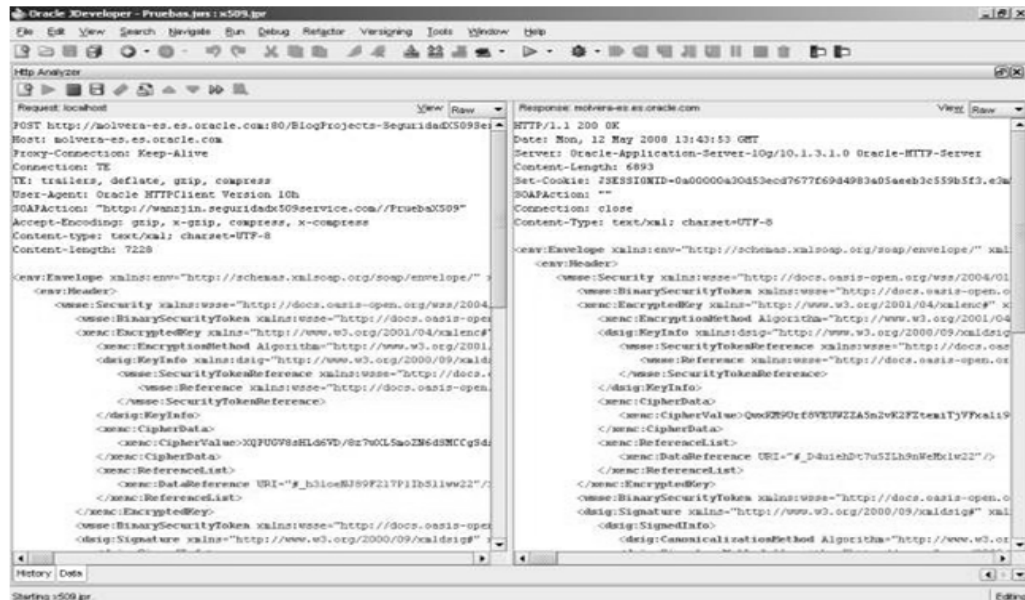 Oracle JDeveloper - Pruebas.jws : x509.jpr
File Edit View Search Navigate Run Debug Refactor Versioning Tools Window Help
Http Analyzer
Request: localhost
View Raw
POST http://molvera-es.es.oracle.com:80/BlogProjects-SeguridadX509Se
Host: molvera-es.es.oracle.com
Proxy-Connection: Keep-Alive
Connection: TE
TE: trailers, deflate, gzip, compress
User-Agent: Oracle HTTPClient Version 10h
SOAPAction: "http://wanzjin.seguridadx509service.com//PruebaX509"
Accept-Encoding: gzip, x-gzip, compress, x-compress
Content-type: text/xml; charset=UTF-8
Content-length: 7228
<env:Envelope xmlns:env="http://schemas.xmlsoap.org/soap/envelope/"
<env:Header>
<wsse:Security xmlns:wsse="http://docs.oasis-open.org/wss/2004
<wsse:BinarySecurityToken xmlns:wsse="http://docs.oasis-ope
<xenc:EncryptedKey xmlns="http://www.w3.org/2001/04/xmlenc#"
<xenc:EncryptionMethod Algorithm="http://www.w3.org/2001
<dsig:KeyInfo xmlns:dsig="http://www.w3.org/2000/09/xmld
<wsse:SecurityTokenReference xmlns:wsse="http://docs.
<wsse:Reference xmlns:wsse="http://docs.oasis-open
</wsse:SecurityTokenReference>
</dsig:KeyInfo>
<xenc:CipherData>
</xenc:CipherData>
<xenc:ReferenceList>
</xenc:ReferenceList>
</xenc:EncryptedKey>
<wsse:BinarySecurityToken xmlns:wsse="http://docs.oasis-ope
<dsig:Signature xmlns="http://www.w3.org/2000/09/xmldsig#"
Response: molvera-es.es.oracle.com
View Raw
HTTP/1.1 200 OK
Date: Mon, 12 May 2008 13:43:53 GMT
Server: Oracle-Application-Server-10g/10.1.3.1.0 Oracle-HTTP-Server
Content-Length: 6893
SOAPAction: ""
Connection: close
Content-Type: text/xml; charset=UTF-8
<env:Envelope xmlns:env="http://schemas.xmlsoap.org/soap/envelope/" xml
<env:Header>
<wsse:Security xmlns:wsse="http://docs.oasis-open.org/wss/2004/01
<wsse:BinarySecurityToken xmlns:wsse="http://docs.oasis-open.o
<xenc:EncryptedKey xmlns="http://www.w3.org/2001/04/xmlenc#"
<xenc:EncryptionMethod Algorithm="http://www.w3.org/2001/04
<dsig:KeyInfo xmlns:dsig="http://www.w3.org/2000/09/xmldsig
<wsse:SecurityTokenReference xmlns:wsse="http://docs.oas
<wsse:Reference xmlns:wsse="http://docs.oasis-open.or
</wsse:SecurityTokenReference>
</dsig:KeyInfo>
<xenc:CipherData>
</xenc:CipherData>
<xenc:ReferenceList>
</xenc:ReferenceList>
</xenc:EncryptedKey>
<wsse:BinarySecurityToken xmlns:wsse="http://docs.oasis-open.o
<dsig:Signature xmlns="http://www.w3.org/2000/09/xmldsig#" xml
<dsig:SignedInfo>
<dsig:CanonicalizationMethod Algorithm="http://www.w3.or
History Data
Starting x509.jpr
Editing